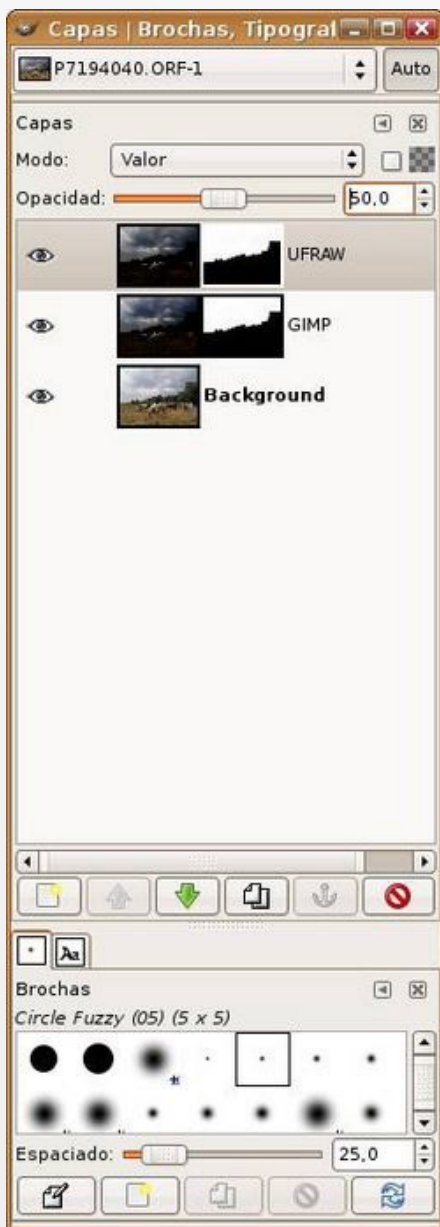 Capas | Brochas, Tipograf
P7194040.ORF-1
Auto
Capas
Modo: Valor
Opacidad: 50,0
UFRAW
GIMP
Background
Aa
Brochas
Circle Fuzzy (05) (5 x 5)
Espaciado: 25,0